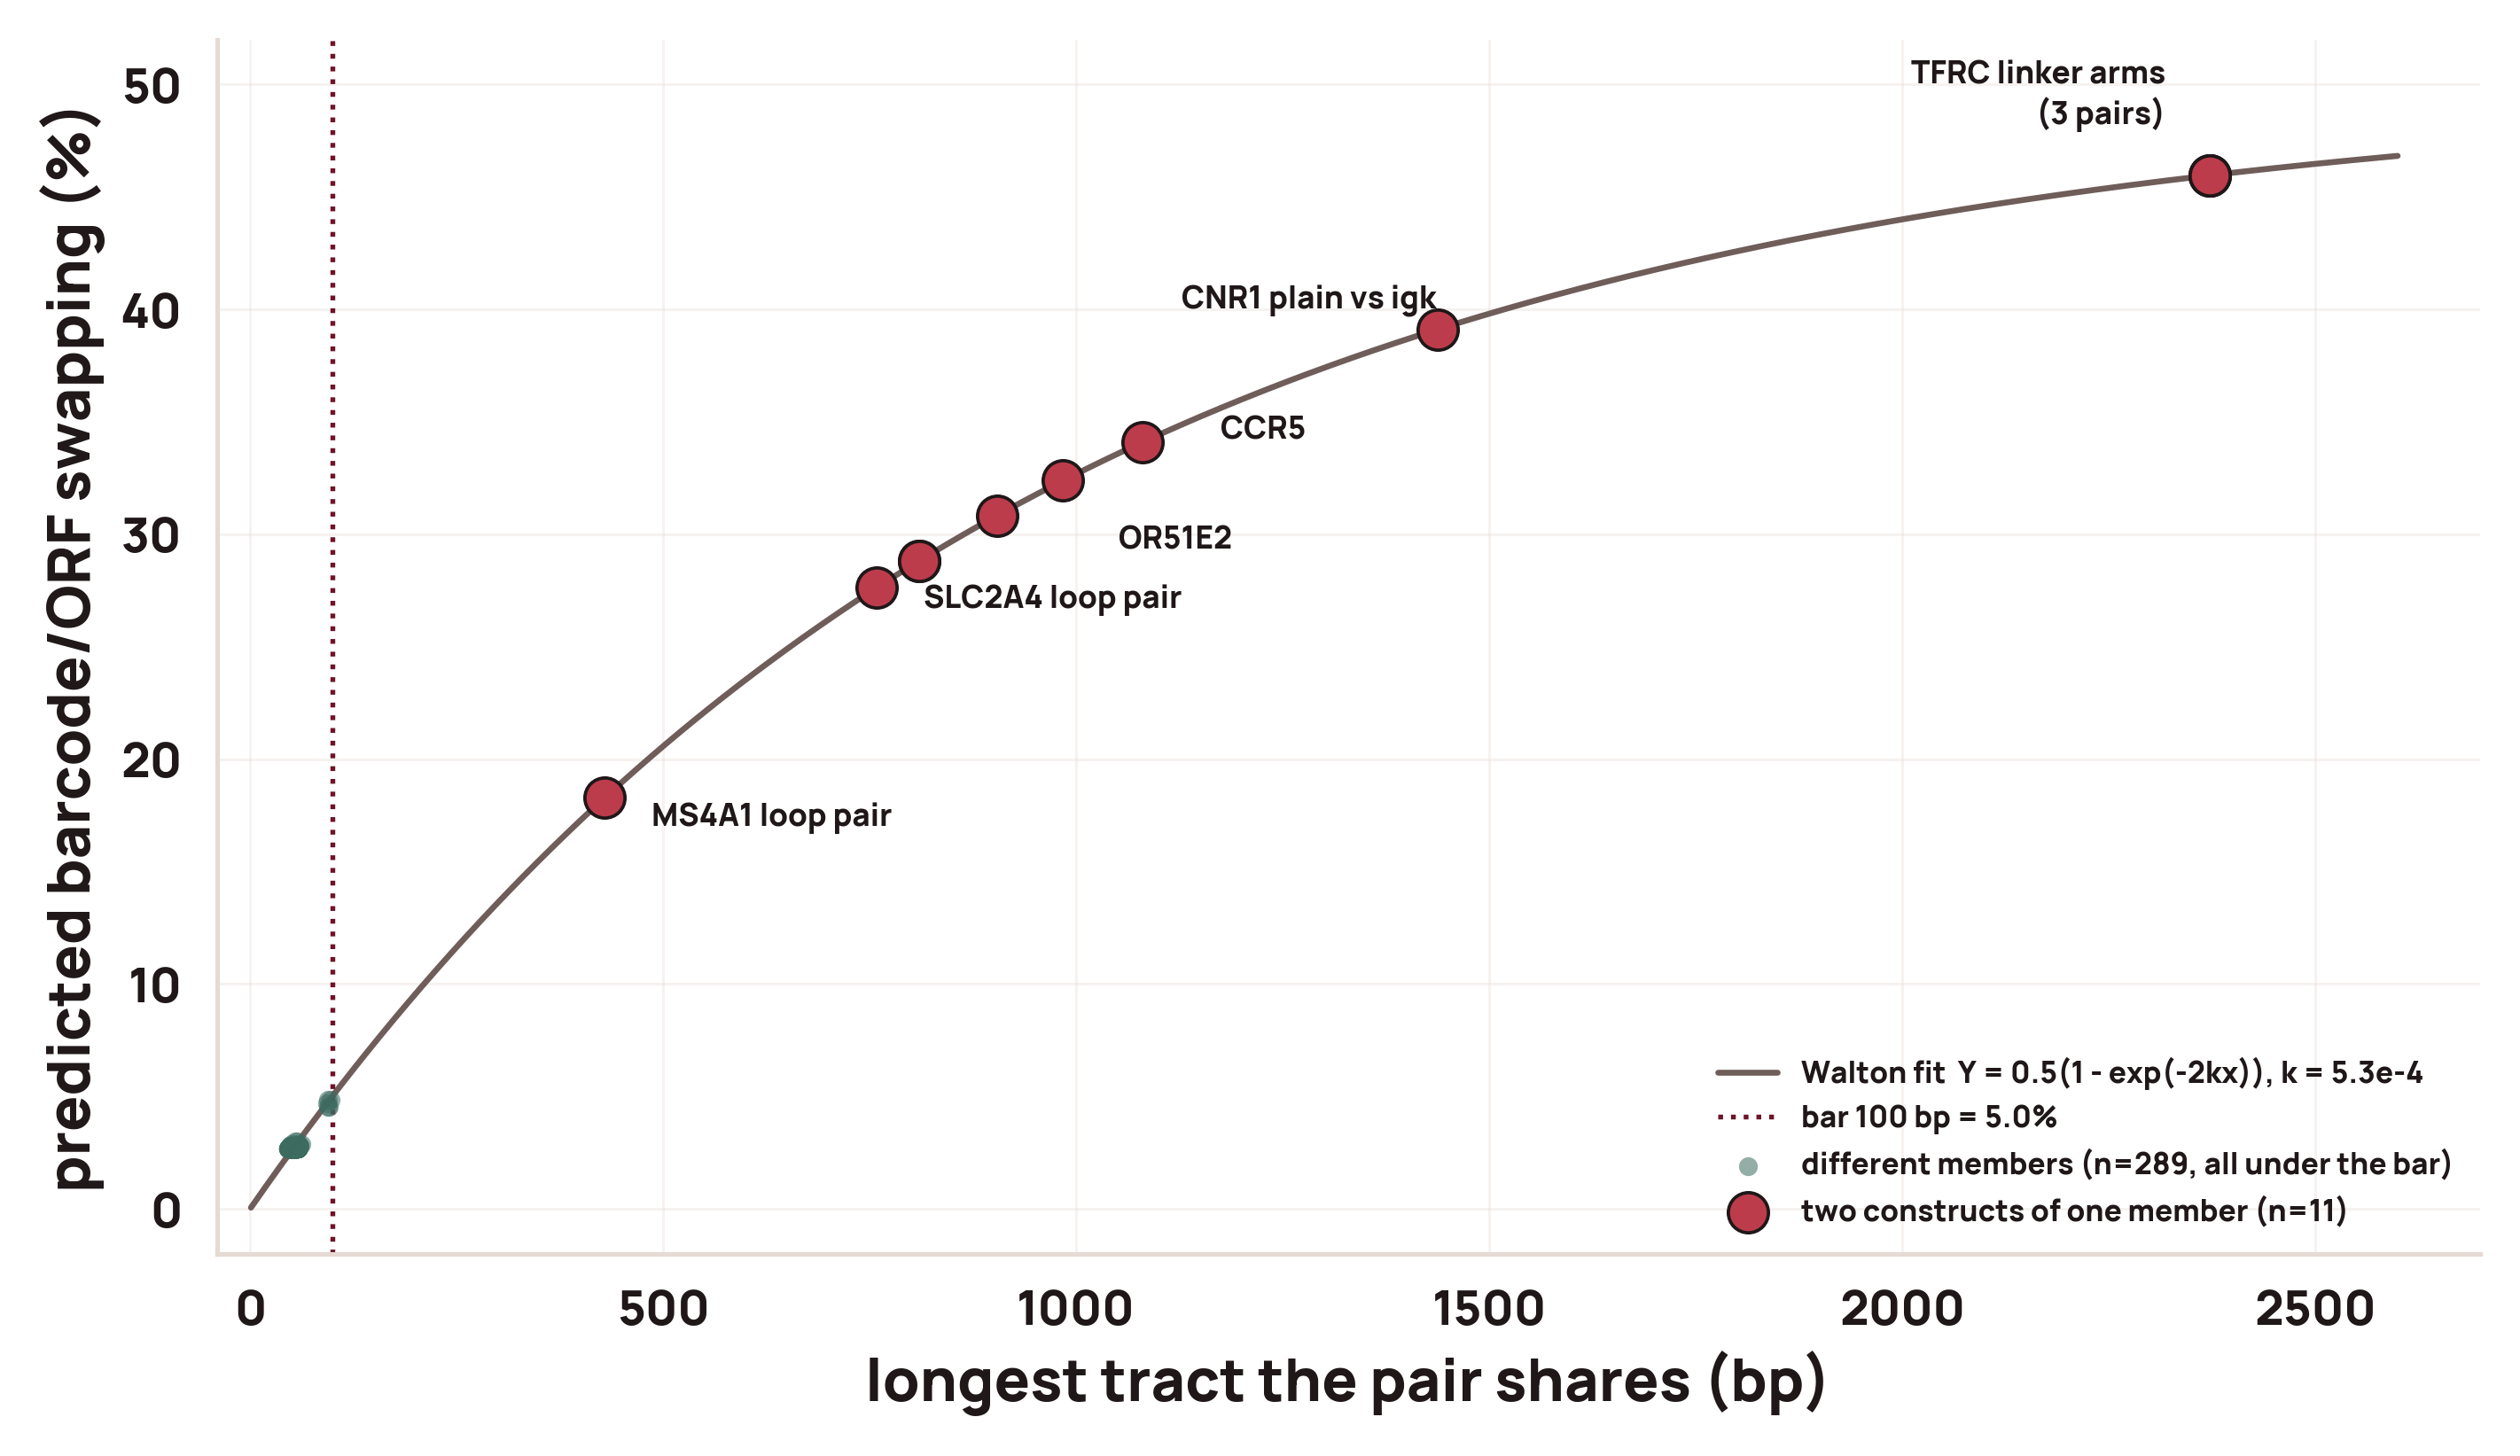 predicted barcode/ORF swapping (%)
50
40
30
20
10
0
TFRC linker arms
(3 pairs)
CNR1 plain vs igk
CCR5
OR51E2
SLC2A4 loop pair
MS4A1 loop pair
Walton fit Y = 0.5(1 - exp(-2kx)), k = 5.3e-4
bar 100 bp = 5.0%
different members (n=289, all under the bar)
two constructs of one member (n=11)
0
500
1000
1500
2000
2500
longest tract the pair shares (bp)